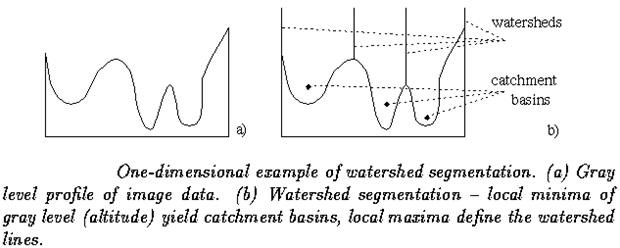 watersheds
catchment
basins
a)
b)
One-dimensional example of watershed segmentation. (a) Gray
level profile of image data. (b) Watershed segmentation – local minima of
gray level (altitude) yield catchment basins, local maxima define the watershed
lines.